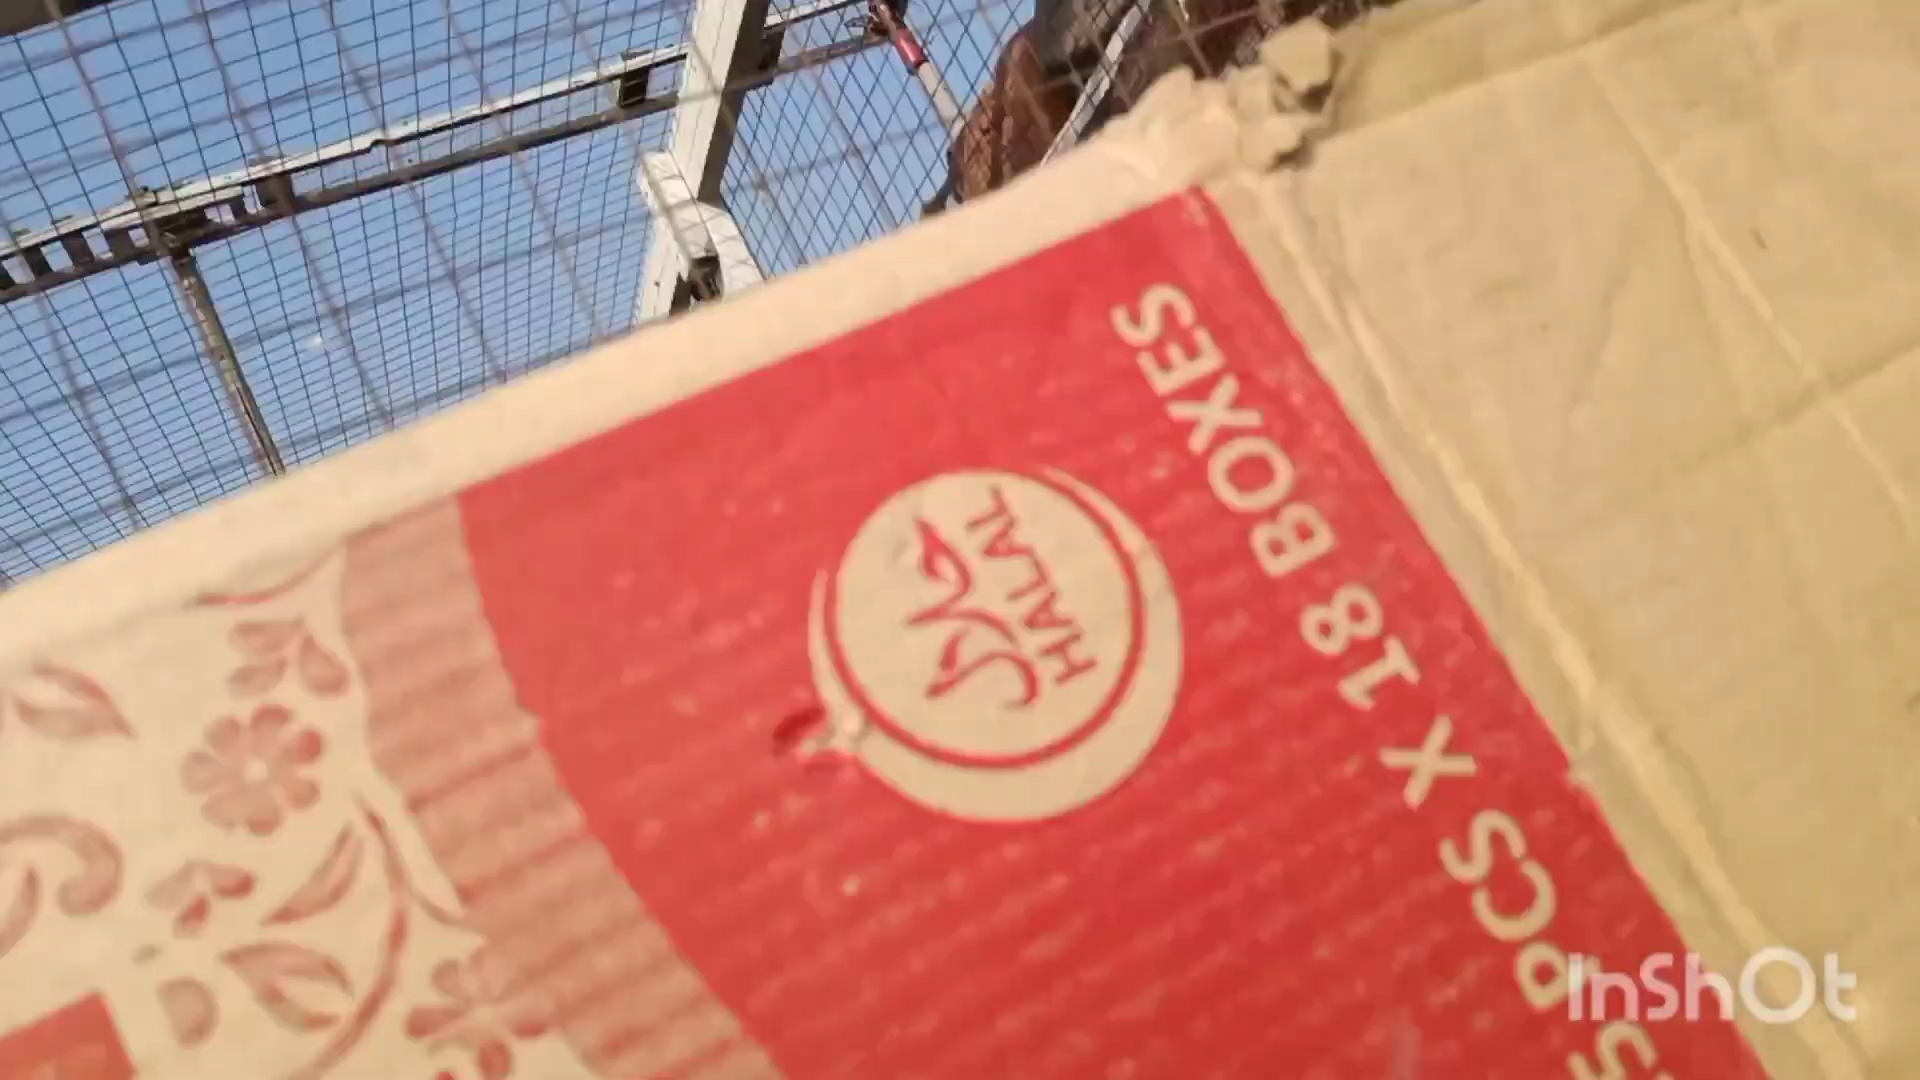 حلال
HALAL
PCS X 18 BOXES
InShOt